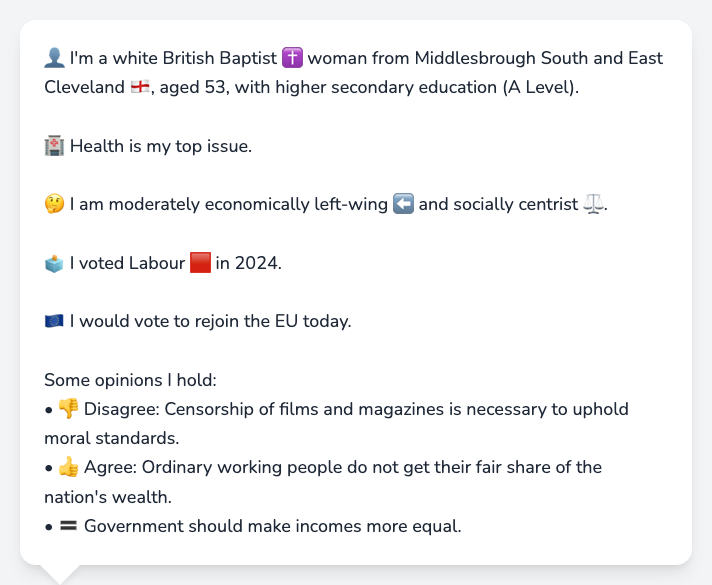 👤 I'm a white British Baptist ✝️ woman from Middlesbrough South and East
Cleveland 🏴󠁧󠁢󠁥󠁮󠁧󠁿, aged 53, with higher secondary education (A Level).
🏥 Health is my top issue.
🤔 I am moderately economically left-wing ⬅️ and socially centrist ⚖️.
🗳️ I voted Labour 🟥 in 2024.
🇪🇺 I would vote to rejoin the EU today.
Some opinions I hold:
• 👎 Disagree: Censorship of films and magazines is necessary to uphold
moral standards.
• 👍 Agree: Ordinary working people do not get their fair share of the
nation's wealth.
• 🟰 Government should make incomes more equal.